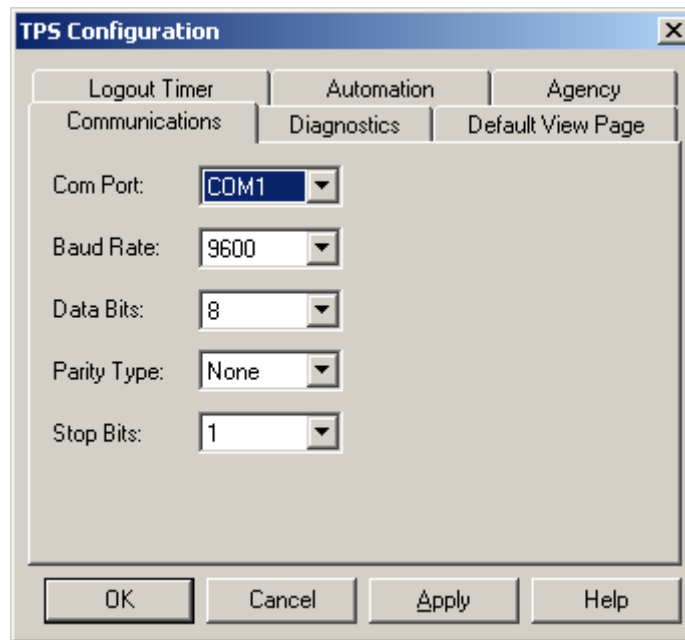 TPS Configuration
Logout Timer Automation Agency
Communications Diagnostics Default View Page
Com Port: COM1
Baud Rate: 9600
Data Bits: 8
Parity Type: None
Stop Bits: 1
OK Cancel Apply Help